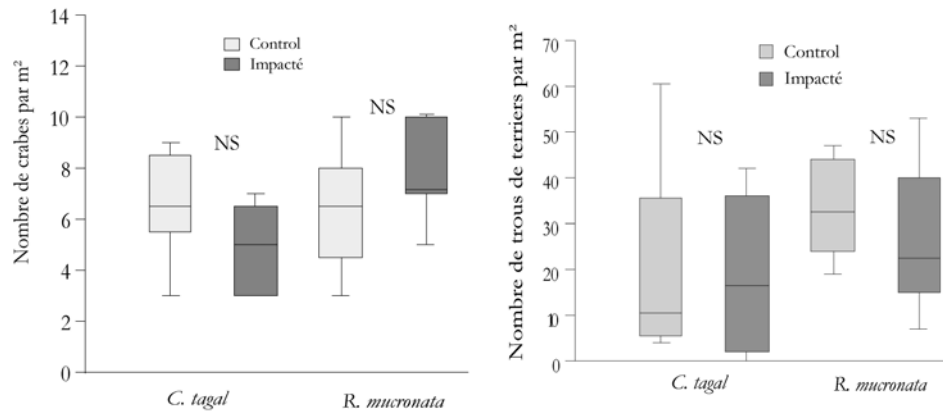 Nombre de crabes par m²
14
12
10
8
6
4
2
0
Control
Impacté
NS
NS
C. tagal
R. mucronata
Nombre de trous de terriers par m²
70
60
50
40
30
20
10
0
Control
Impacté
NS
NS
C. tagal
R. mucronata